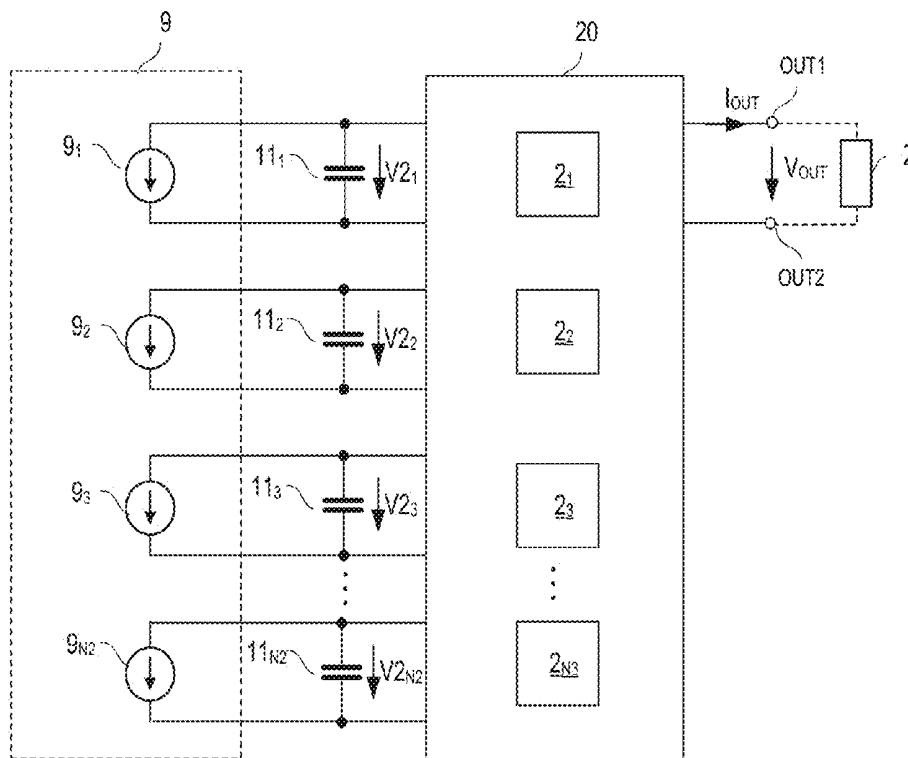 9
20
OUT1
I_OUT
9₁
11₁
V2₁
2₁
V_OUT
2
OUT2
9₂
11₂
V2₂
2₂
9₃
11₃
V2₃
2₃
9_N2
11_N2
V2_N2
2_N3